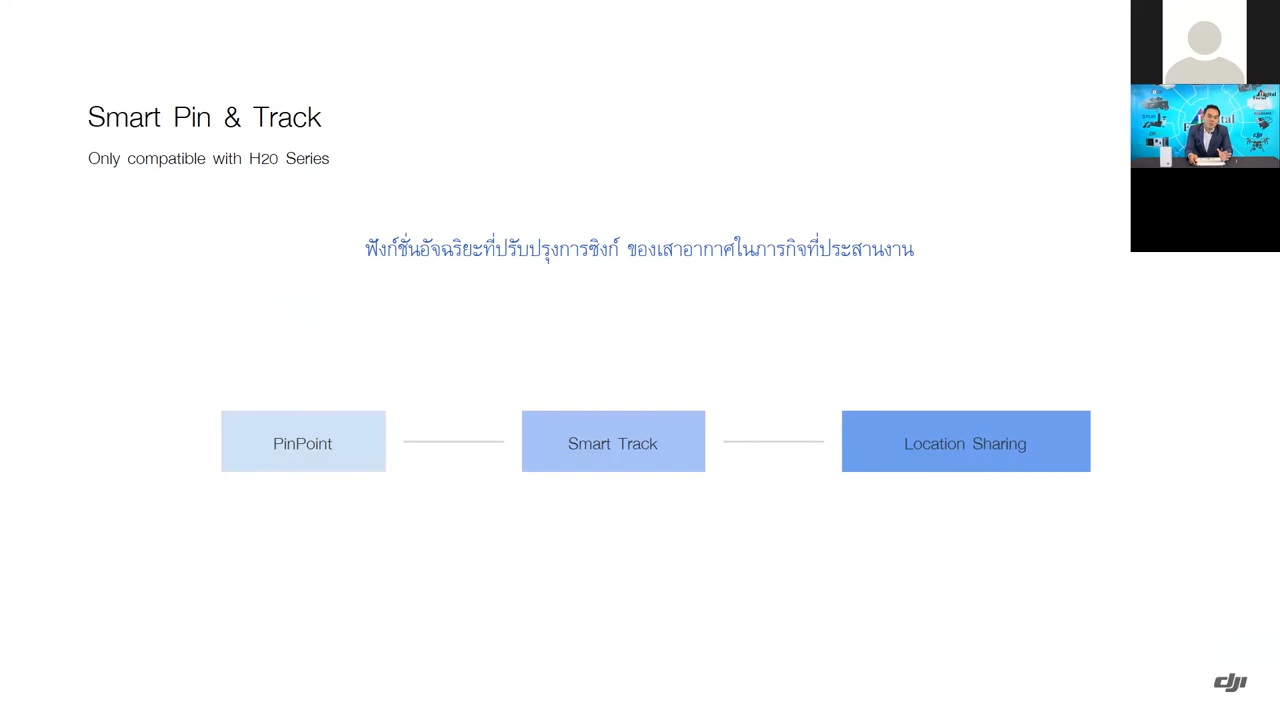 Smart Pin & Track
Only compatible with H20 Series
ฟังก์ชั่นอัจฉริยะที่ปรับปรุงการซิงก์ ของเสาอากาศในภารกิจที่ประสานงาน
PinPoint
Smart Track
Location Sharing
dji